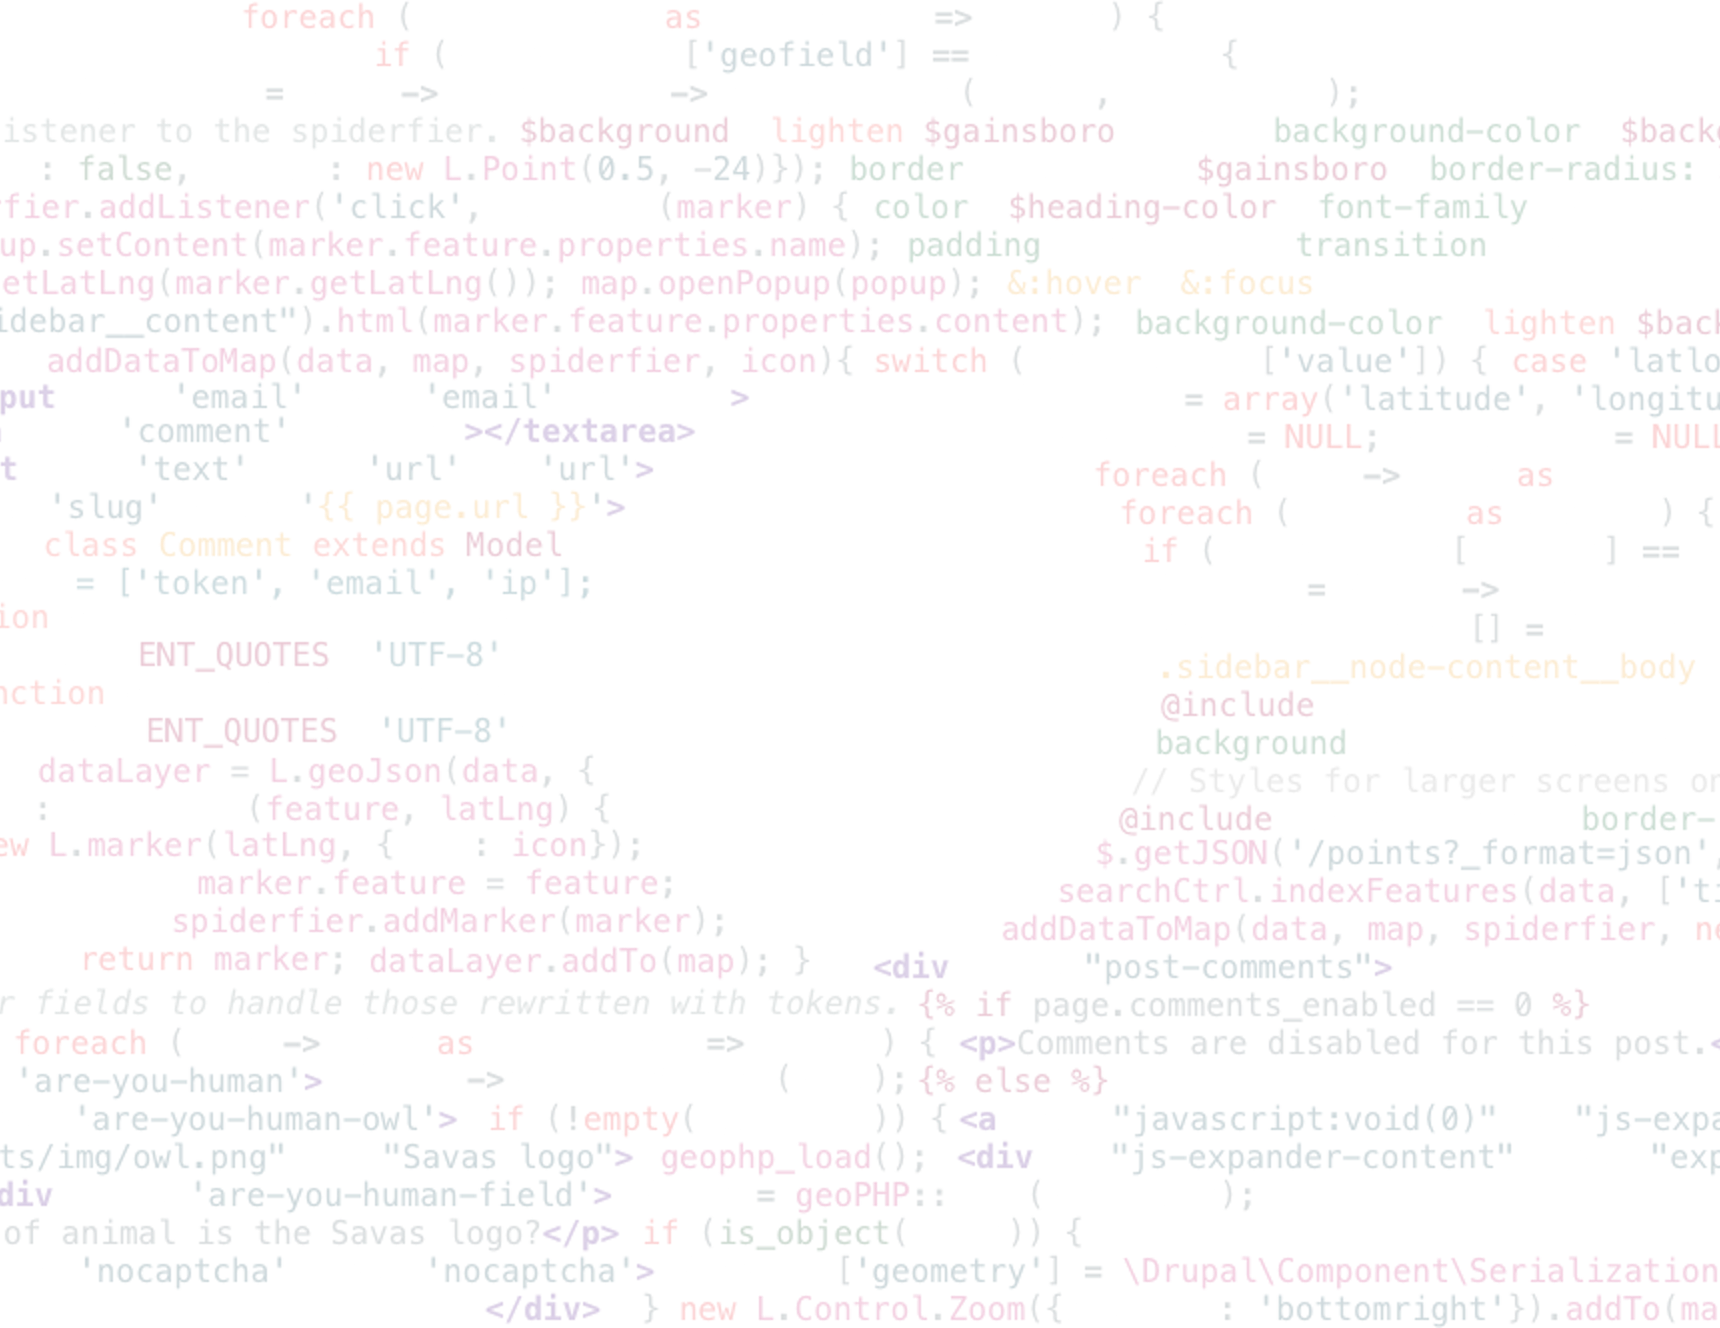 foreach ( as => ) {
if ( ['geofield'] == {
= -> -> ( , );
istener to the spiderfier. $background lighten $gainsboro background-color $back
: false, : new L.Point(0.5, -24)}); border $gainsboro border-radius:
fier.addListener('click', (marker) { color $heading-color font-family
up.setContent(marker.feature.properties.name); padding transition
etLatLng(marker.getLatLng()); map.openPopup(popup); &:hover &:focus
idebar__content").html(marker.feature.properties.content); background-color lighten $back
addDataToMap(data, map, spiderfier, icon){ switch ( ['value']) { case 'latlo
put 'email' 'email' > = array('latitude', 'longitu
'comment' ></textarea> = NULL; = NULL
t 'text' 'url' 'url'> foreach ( -> as
'slug' '{{ page.url }}'> foreach ( as ) {
class Comment extends Model if ( [ ] ==
= ['token', 'email', 'ip']; = ->
ion [] =
ENT_QUOTES 'UTF-8' .sidebar__node-content__body
nction @include
ENT_QUOTES 'UTF-8' background
dataLayer = L.geoJson(data, { // Styles for larger screens on
: (feature, latLng) { @include border-
ew L.marker(latLng, { : icon}); $.getJSON('/points?_format=json',
marker.feature = feature; searchCtrl.indexFeatures(data, ['ti
spiderfier.addMarker(marker); addDataToMap(data, map, spiderfier, ne
return marker; dataLayer.addTo(map); } <div "post-comments">
r fields to handle those rewritten with tokens. {% if page.comments_enabled == 0 %}
foreach ( -> as => ) { <p>Comments are disabled for this post.<
'are-you-human'> -> ( ); {% else %}
'are-you-human-owl'> if (!empty( )) { <a "javascript:void(0)" "js-expa
ts/img/owl.png" "Savas logo"> geophp_load(); <div "js-expander-content" "exp
div 'are-you-human-field'> = geoPHP:: ( );
of animal is the Savas logo?</p> if (is_object( )) {
'nocaptcha' 'nocaptcha'> ['geometry'] = \Drupal\Component\Serialization
</div> } new L.Control.Zoom({ : 'bottomright'}).addTo(ma